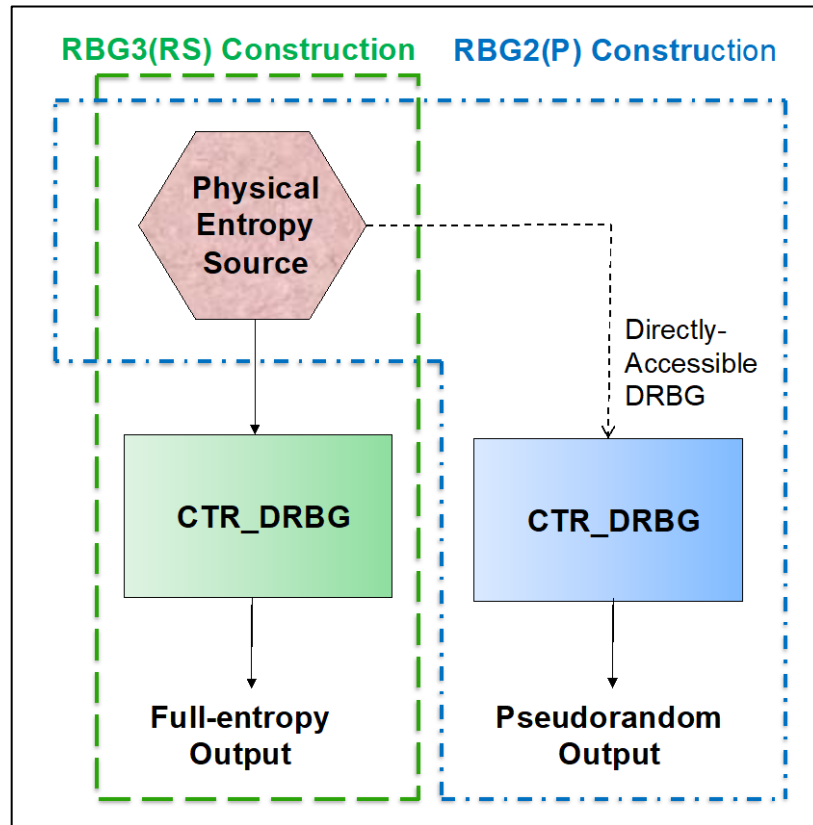 RBG3(RS) Construction
RBG2(P) Construction
Physical
Entropy
Source
Directly-
Accessible
DRBG
CTR_DRBG
CTR_DRBG
Full-entropy
Output
Pseudorandom
Output